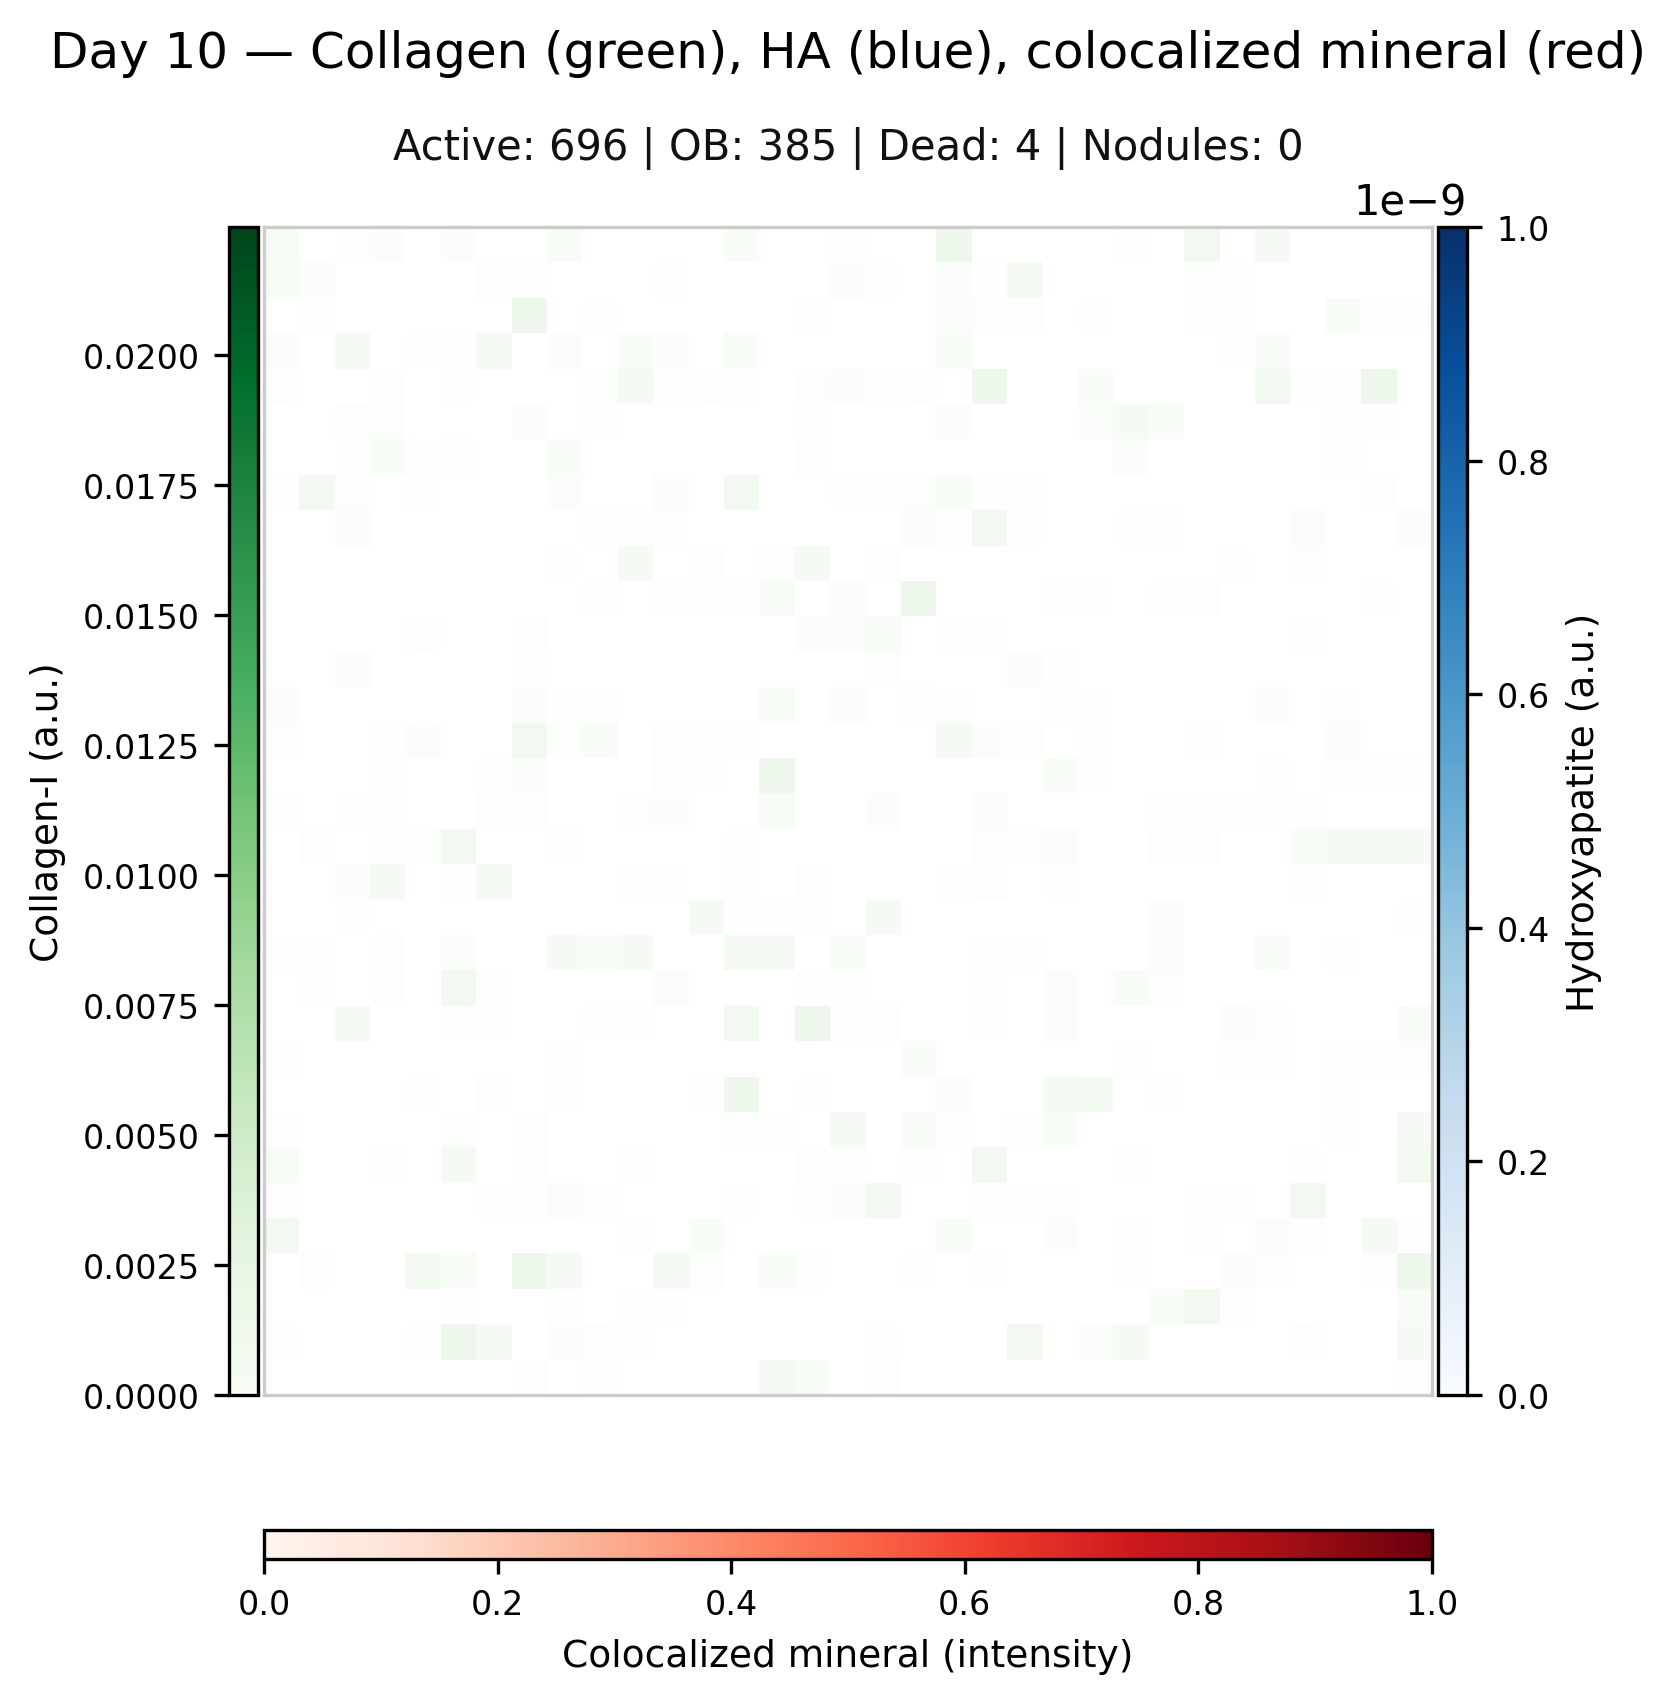 Day 10 — Collagen (green), HA (blue), colocalized mineral (red)
Active: 696 | OB: 385 | Dead: 4 | Nodules: 0
1e−9
0.0200
0.0175
0.0150
0.0125
0.0100
0.0075
0.0050
0.0025
0.0000
Collagen-I (a.u.)
1.0
0.8
0.6
0.4
0.2
0.0
Hydroxyapatite (a.u.)
0.0 0.2 0.4 0.6 0.8 1.0
Colocalized mineral (intensity)